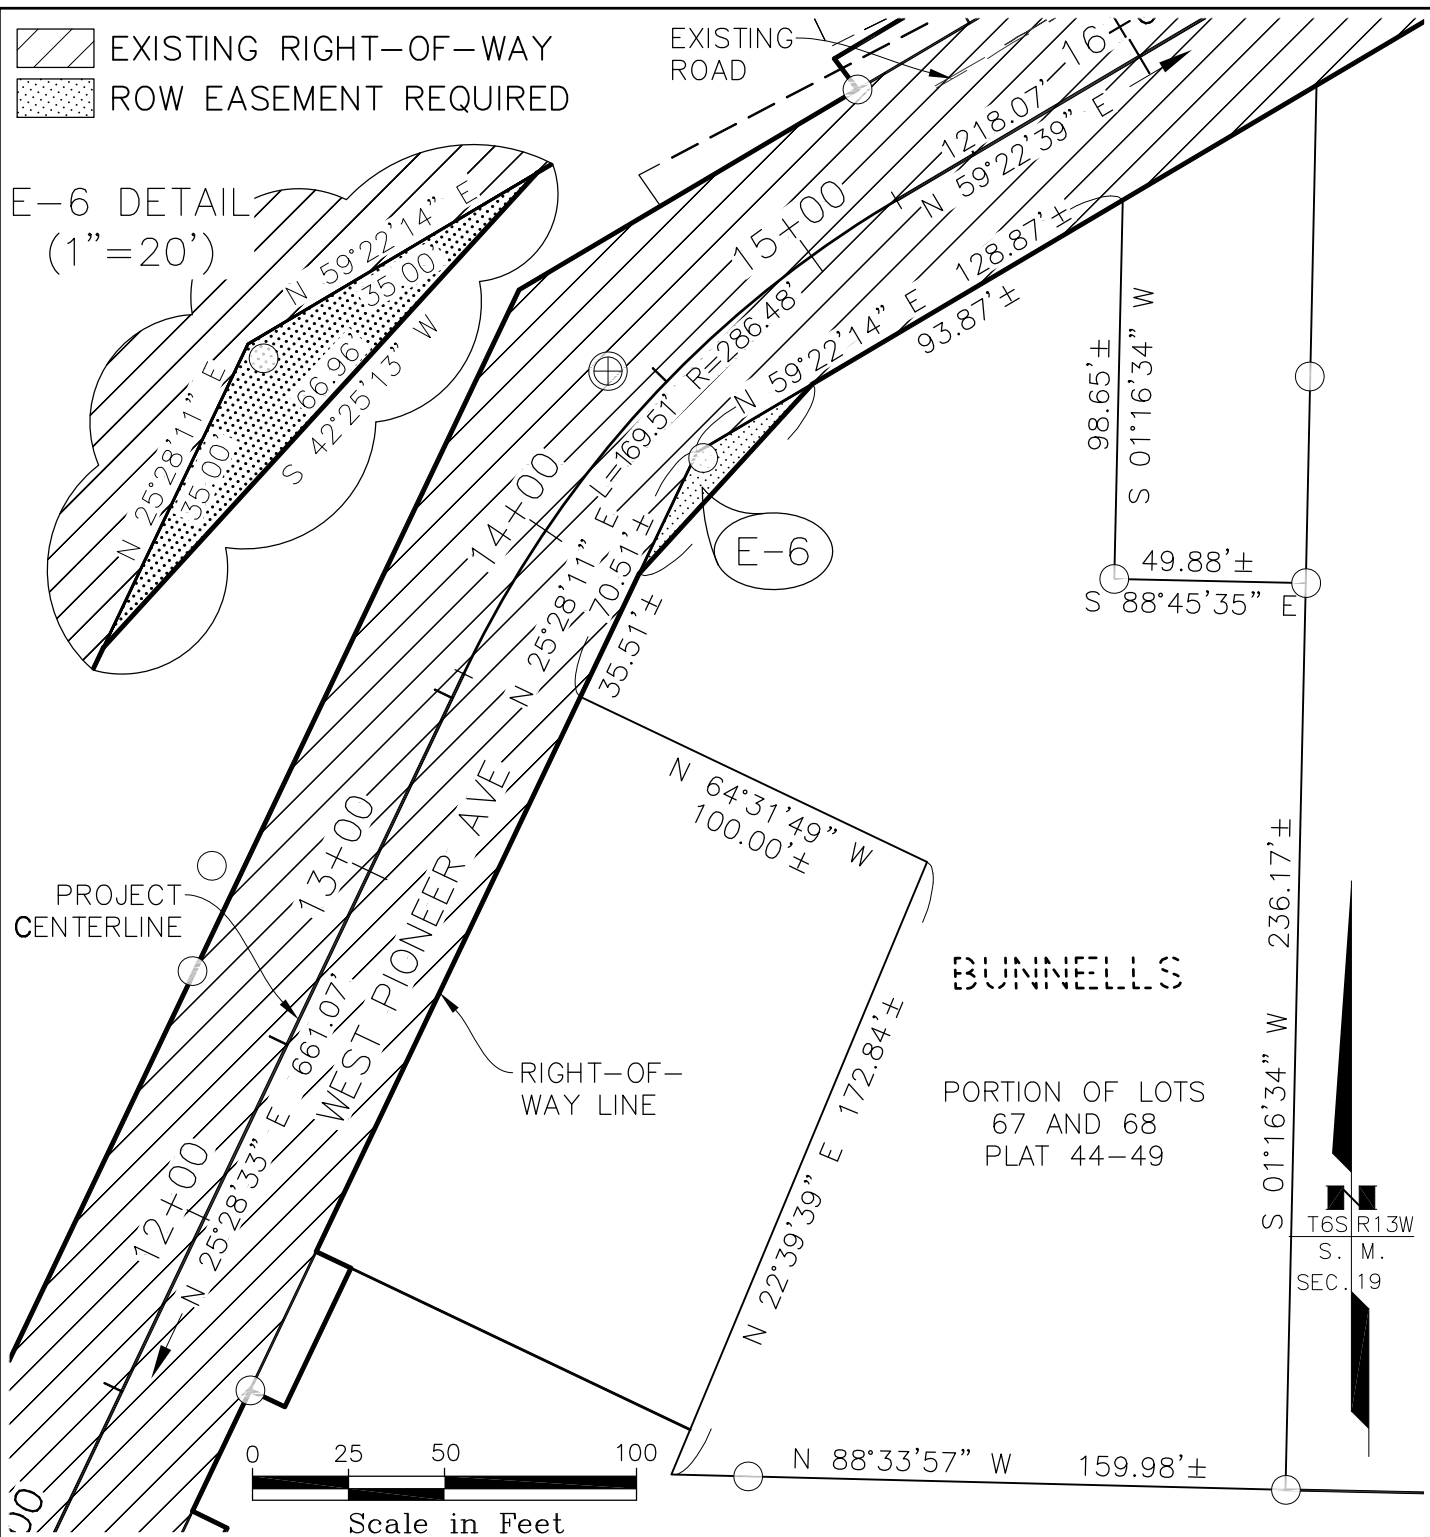 EXISTING RIGHT-OF-WAY
ROW EASEMENT REQUIRED
EXISTING
ROAD
E-6 DETAIL
(1"=20')
N 59°22'14" E
35.00'
N 25°28'11" E
35.00'
66.96'
S 42°25'13" W
16+
1218.07'
N 59°22'39" E
15+00
128.87'±
N 59°22'14" E
93.87'±
R=286.48'
L=169.51'
14+00
70.51'±
N 25°28'11" E
35.51'±
E-6
98.65'±
S 01°16'34" W
49.88'±
S 88°45'35" E
N 64°31'49" W
100.00'±
13+00
PROJECT
CENTERLINE
WEST PIONEER AVE
661.07'
N 25°28'33" E
RIGHT-OF-
WAY LINE
12+00
BUNNELLS
PORTION OF LOTS
67 AND 68
PLAT 44-49
172.84'±
N 22°39'39" E
236.17'±
S 01°16'34" W
N
T6S R13W
S. M.
SEC. 19
N 88°33'57" W 159.98'±
0 25 50 100
Scale in Feet
00